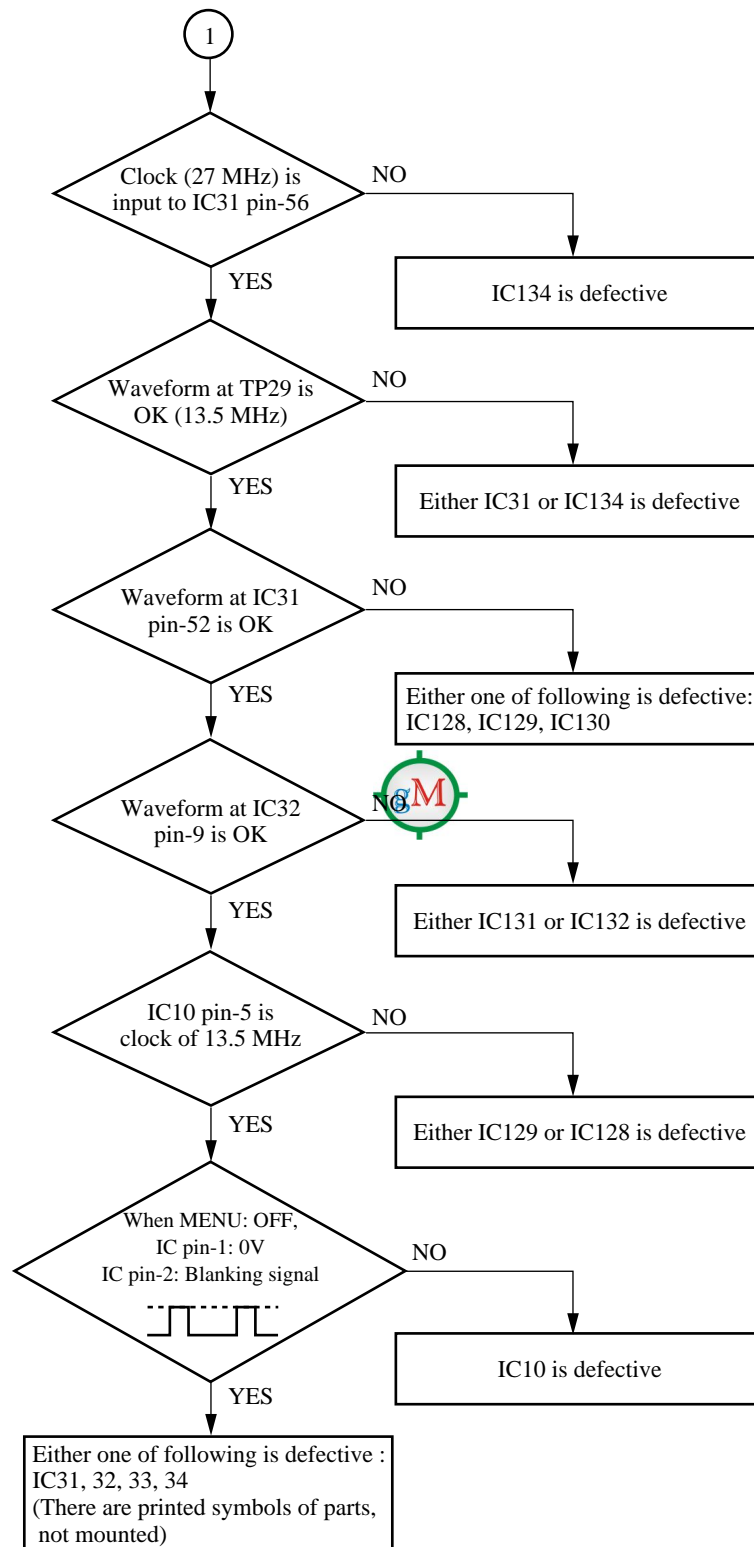 1
Clock (27 MHz) is
input to IC31 pin-56
NO
IC134 is defective
YES
Waveform at TP29 is
OK (13.5 MHz)
NO
Either IC31 or IC134 is defective
YES
Waveform at IC31
pin-52 is OK
NO
Either one of following is defective:
IC128, IC129, IC130
YES
Waveform at IC32
pin-9 is OK
NO
gM
Either IC131 or IC132 is defective
YES
IC10 pin-5 is
clock of 13.5 MHz
NO
Either IC129 or IC128 is defective
YES
When MENU: OFF,
IC pin-1: 0V
IC pin-2: Blanking signal
NO
IC10 is defective
YES
Either one of following is defective :
IC31, 32, 33, 34
(There are printed symbols of parts,
not mounted)